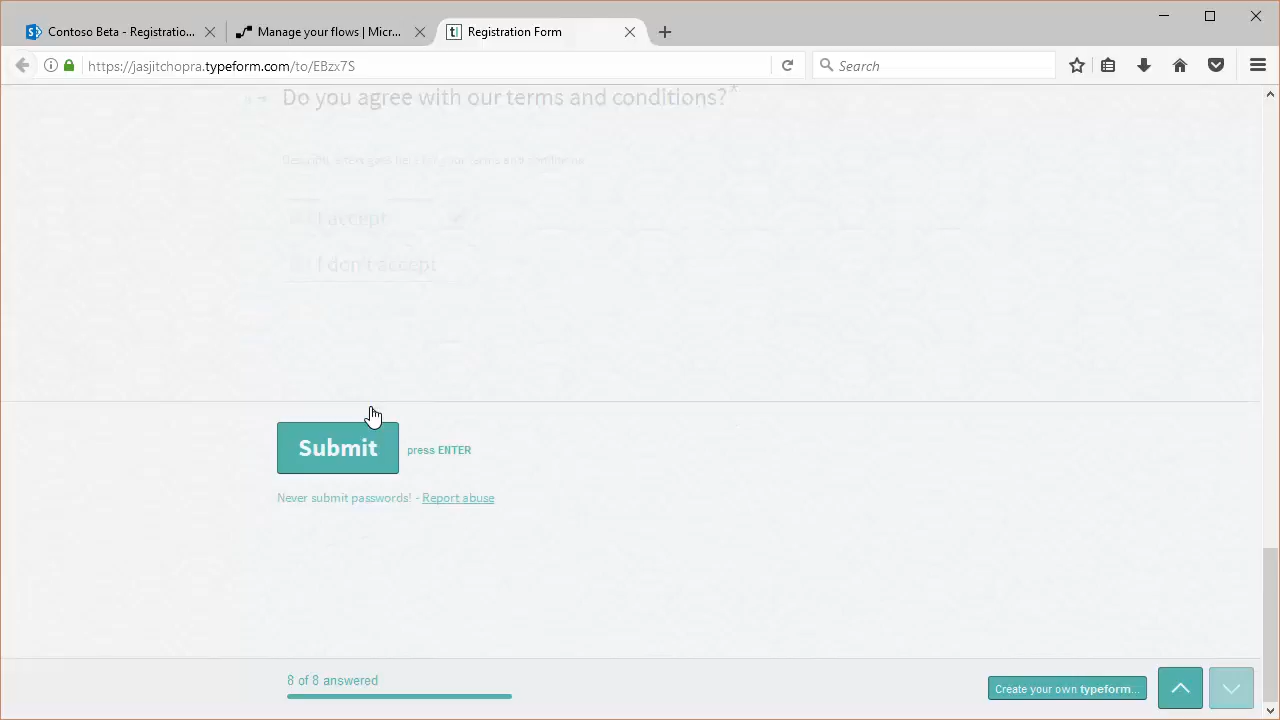 Contoso Beta - Registratio...
Manage your flows | Micr...
Registration Form
https://jasjitchopra.typeform.com/to/EBzx7S
Search
Do you agree with our terms and conditions?*
I accept
I don't accept
Submit
press ENTER
Never submit passwords! - Report abuse
8 of 8 answered
Create your own typeform...